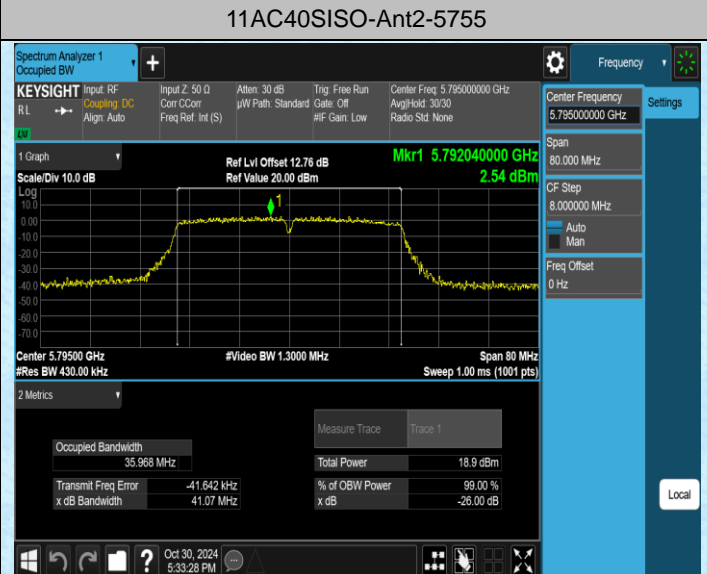 11AC40SISO-Ant2-5755
Spectrum Analyzer 1
Occupied BW
Frequency
KEYSIGHT
RL
Input: RF
Coupling: DC
Align: Auto
Input Z: 50 Ω
Corr CCorr
Freq Ref: Int (S)
Atten: 30 dB
µW Path: Standard
Trig: Free Run
Gate: Off
#IF Gain: Low
Center Freq: 5.795000000 GHz
Avg|Hold: 30/30
Radio Std: None
Center Frequency
5.795000000 GHz
Settings
Span
80.000 MHz
CF Step
8.000000 MHz
Auto
Man
Freq Offset
0 Hz
1 Graph
Scale/Div 10.0 dB
Ref Lvl Offset 12.76 dB
Ref Value 20.00 dBm
Mkr1 5.792040000 GHz
2.54 dBm
Log
10.0
0.00
-10.0
-20.0
-30.0
-40.0
-50.0
-60.0
-70.0
1
Center 5.79500 GHz
#Res BW 430.00 kHz
#Video BW 1.3000 MHz
Span 80 MHz
Sweep 1.00 ms (1001 pts)
2 Metrics
Measure Trace
Trace 1
Occupied Bandwidth
35.968 MHz
Total Power
18.9 dBm
Transmit Freq Error
-41.642 kHz
% of OBW Power
99.00 %
x dB Bandwidth
41.07 MHz
x dB
-26.00 dB
Local
Oct 30, 2024
5:33:28 PM